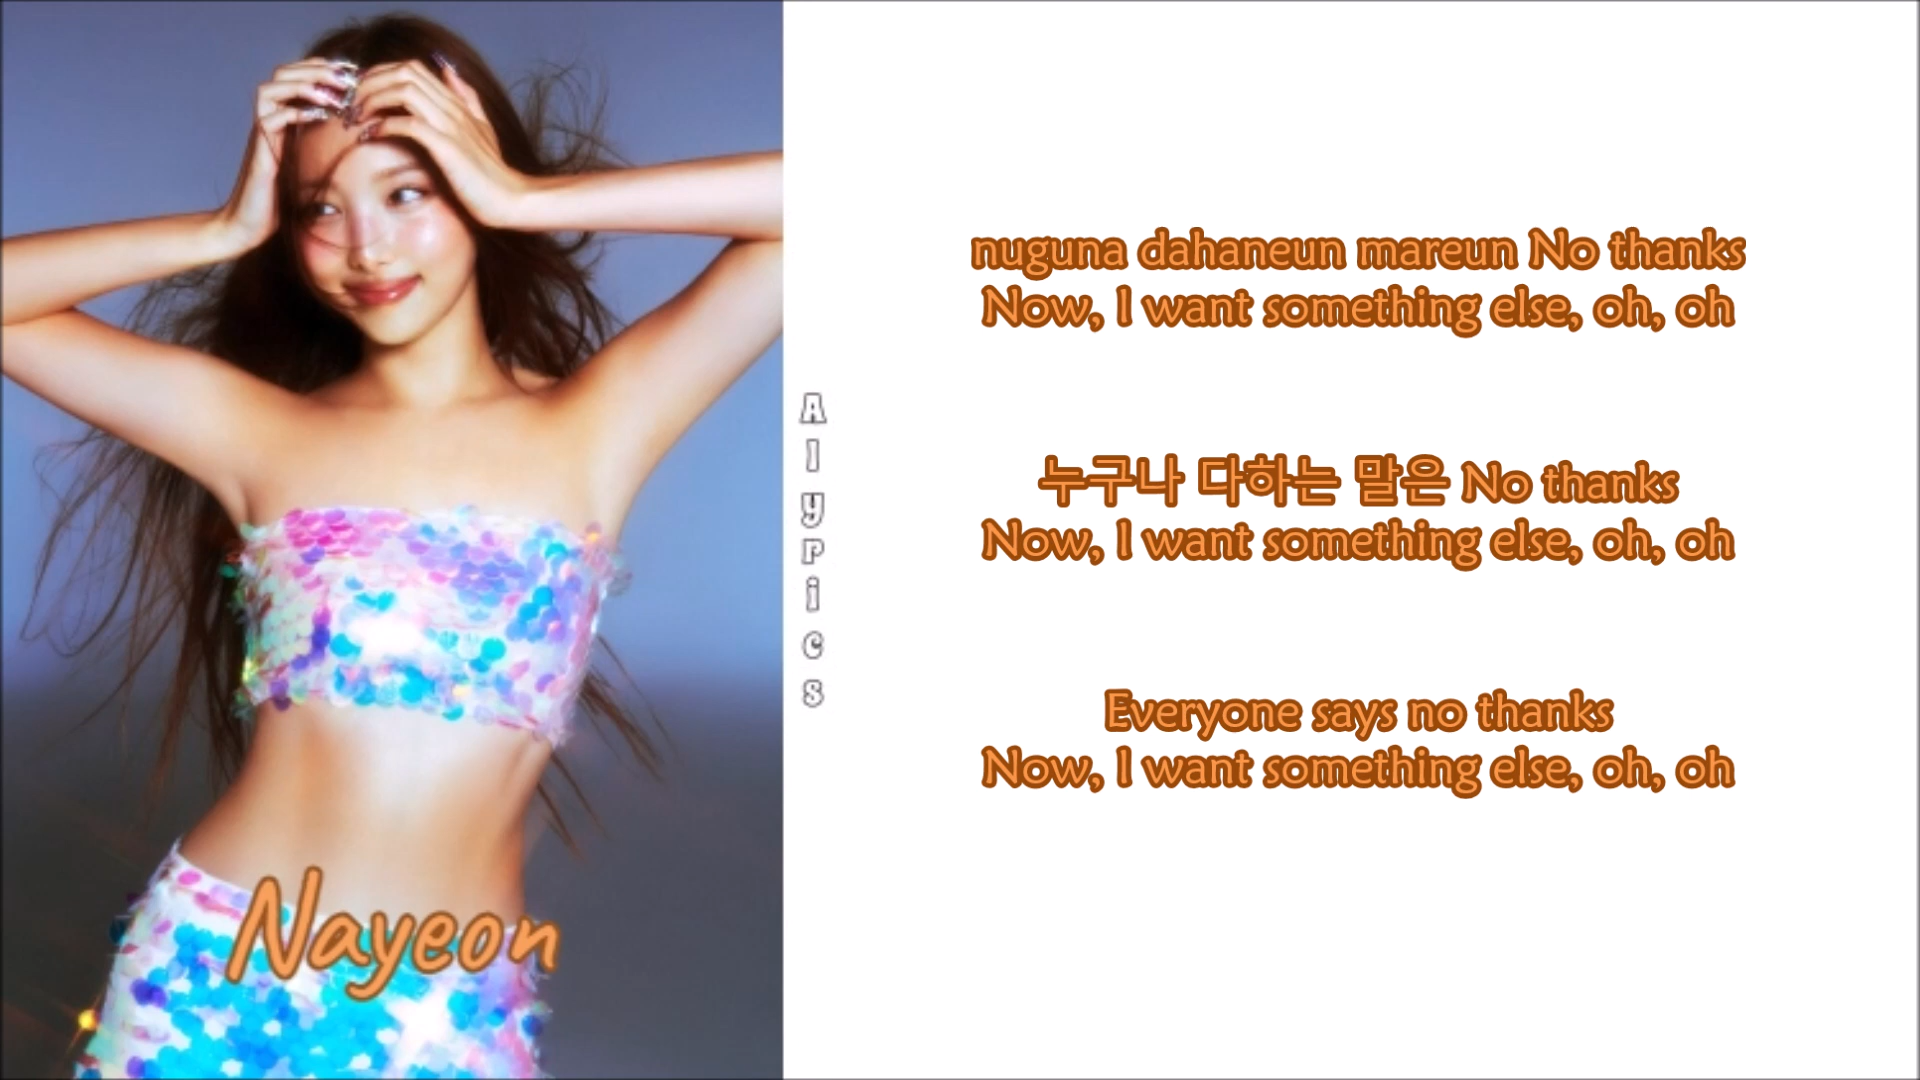 Nayeon
Alypics
nuguna dahaneun mareun No thanks
Now, I want something else, oh, oh
누구나 다하는 말은 No thanks
Now, I want something else, oh, oh
Everyone says no thanks
Now, I want something else, oh, oh